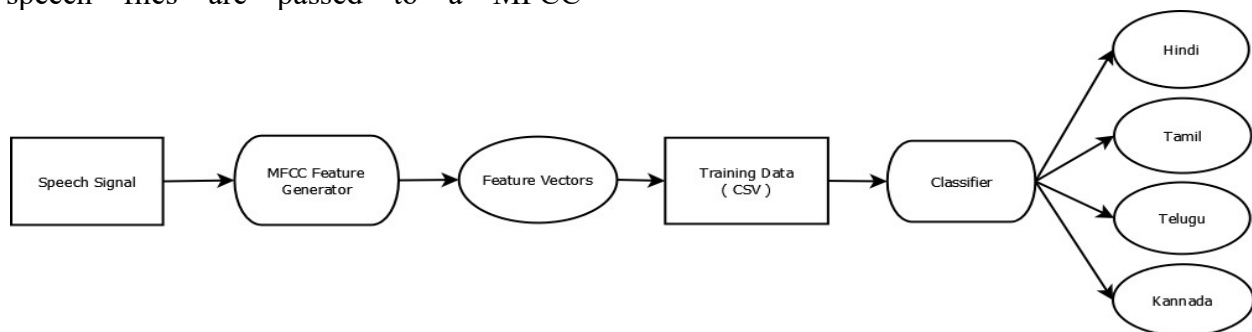 speech files are passed to a MFCC
Speech Signal
MFCC Feature
Generator
Feature Vectors
Training Data
( CSV )
Classifier
Hindi
Tamil
Telugu
Kannada